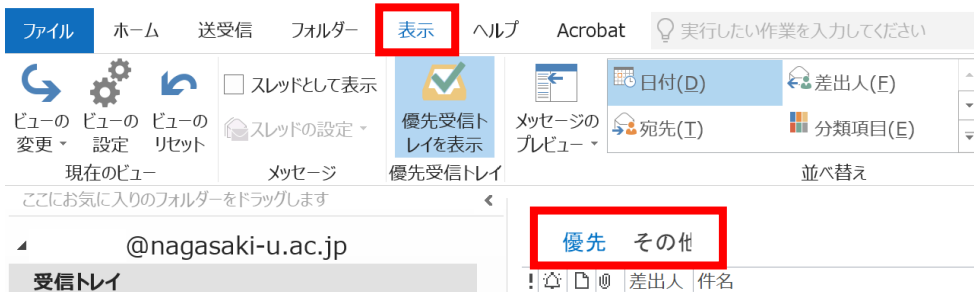 ファイル ホーム 送受信 フォルダー 表示 ヘルプ Acrobat 実行したい作業を入力してください
ビューの変更
ビューの設定
ビューのリセット
現在のビュー
スレッドとして表示
スレッドの設定
メッセージ
優先受信ト
レイを表示
優先受信トレイ
メッセージの
プレビュー
日付(D) 差出人(F)
宛先(T) 分類項目(E)
並べ替え
ここにお気に入りのフォルダーをドラッグします
@nagasaki-u.ac.jp
受信トレイ
優先 その他
差出人 件名